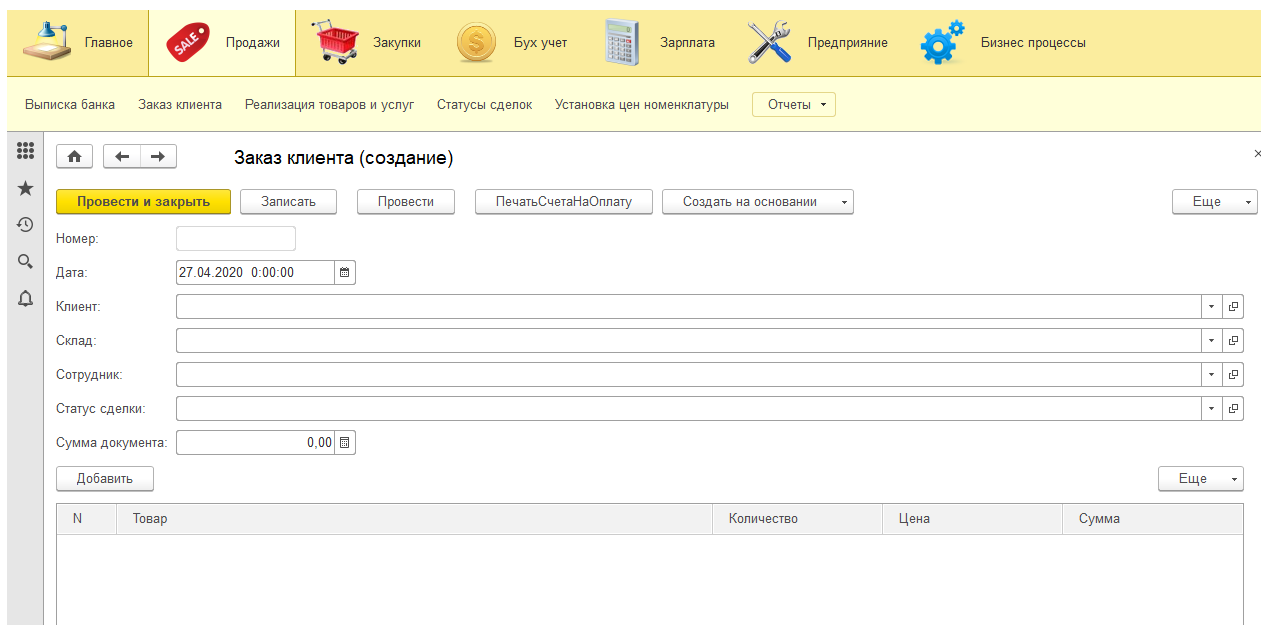 Главное SALE Продажи Закупки $ Бух учет Зарплата Предприятие Бизнес процессы
Выписка банка Заказ клиента Реализация товаров и услуг Статусы сделок Установка цен номенклатуры Отчеты
Заказ клиента (создание)
Провести и закрыть Записать Провести ПечатьСчетаНаОплату Создать на основании Еще
Номер:
Дата: 27.04.2020 0:00:00
Клиент:
Склад:
Сотрудник:
Статус сделки:
Сумма документа: 0,00
Добавить Еще
N Товар Количество Цена Сумма